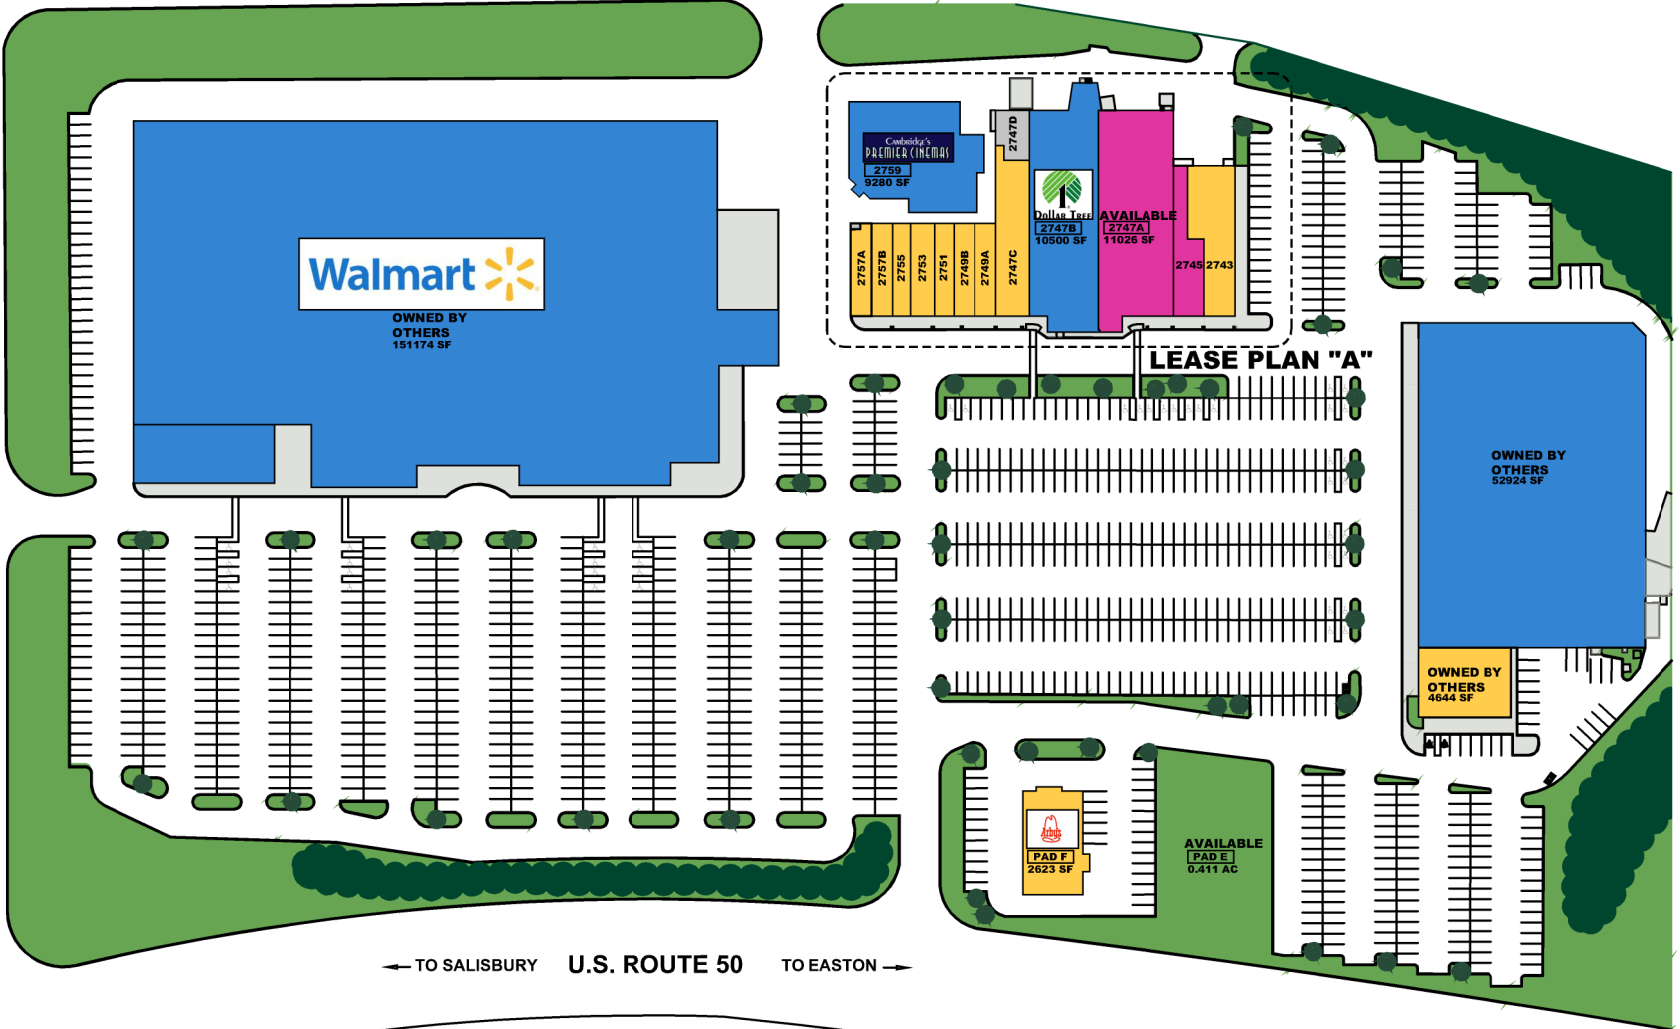 Walmart
OWNED BY
OTHERS
151174 SF
CAMBRIDGE'S
PREMIER CINEMAS
2759
9280 SF
2757A
2757B
2755
2753
2751
2749B
2749A
2747C
2747D
DOLLAR TREE
2747B
10500 SF
AVAILABLE
2747A
11026 SF
2745
2743
LEASE PLAN "A"
OWNED BY
OTHERS
52924 SF
OWNED BY
OTHERS
4644 SF
Arby's
PAD F
2623 SF
AVAILABLE
PAD E
0.411 AC
TO SALISBURY
U.S. ROUTE 50
TO EASTON